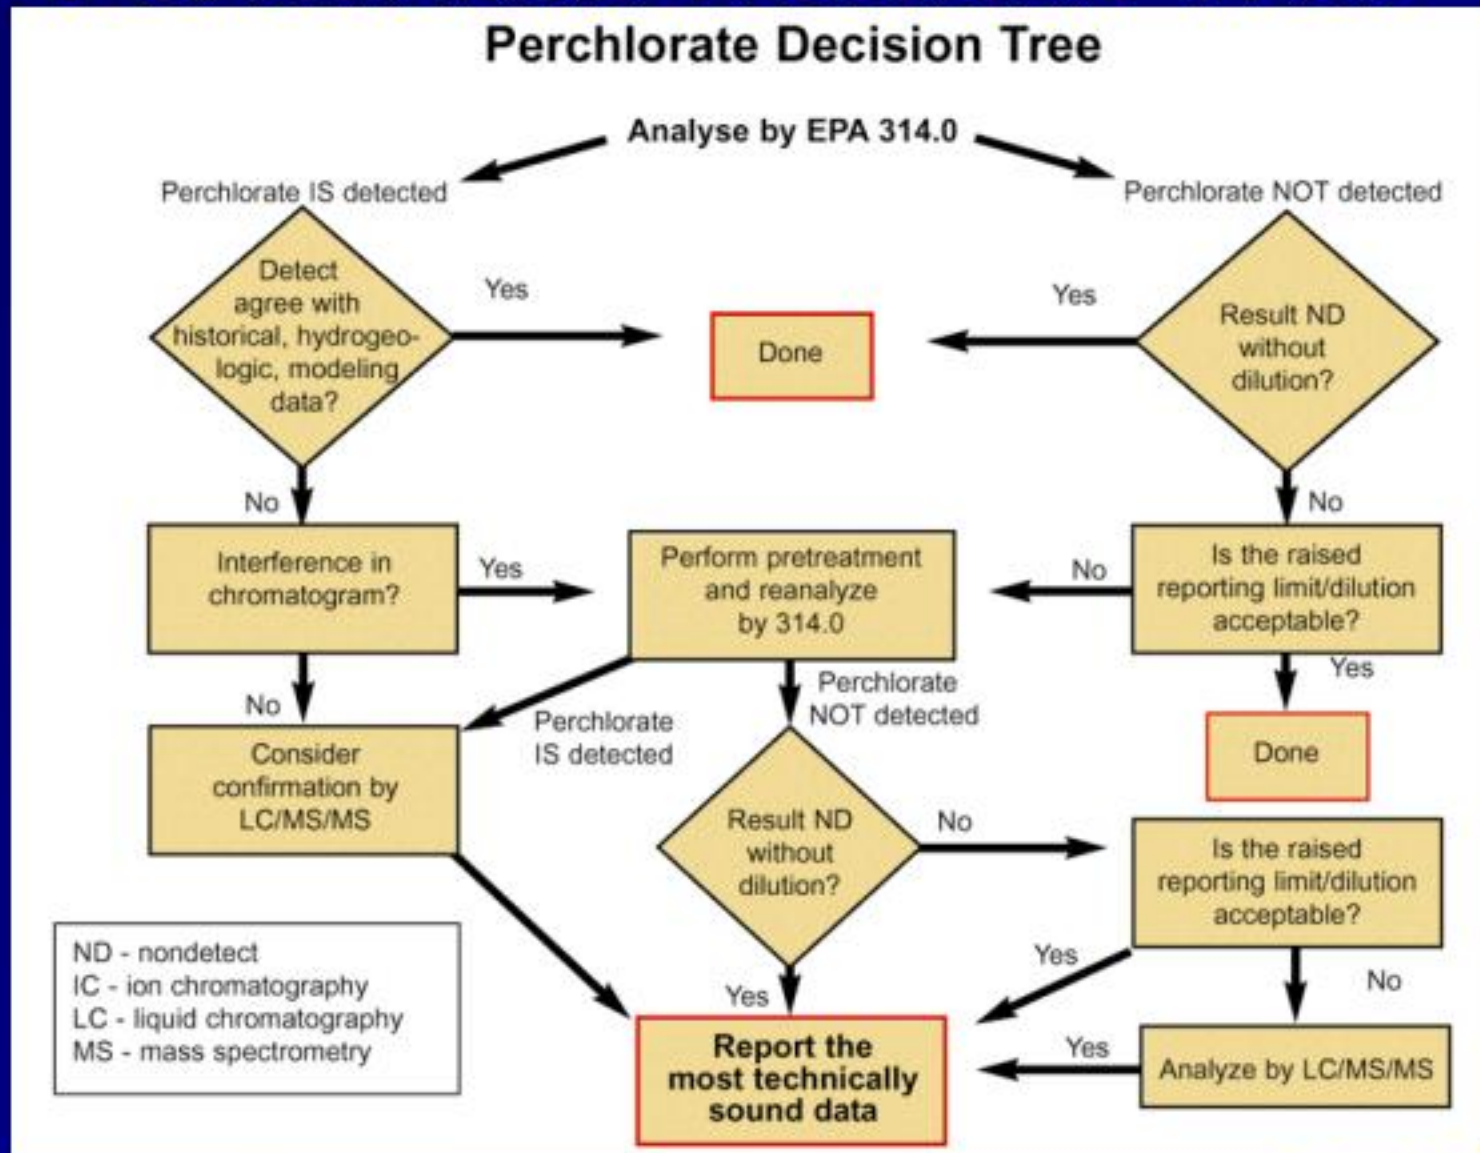 Perchlorate Decision Tree
Analyse by EPA 314.0
Perchlorate IS detected
Perchlorate NOT detected
Detect
agree with
historical, hydrogeo-
logic, modeling
data?
Yes
Done
Yes
Result ND
without
dilution?
No
No
Interference in
chromatogram?
Yes
Perform pretreatment
and reanalyze
by 314.0
No
Is the raised
reporting limit/dilution
acceptable?
No
Perchlorate
IS detected
Perchlorate
NOT detected
Yes
Done
Consider
confirmation by
LC/MS/MS
Result ND
without
dilution?
No
Is the raised
reporting limit/dilution
acceptable?
ND - nondetect
IC - ion chromatography
LC - liquid chromatography
MS - mass spectrometry
Yes
Yes
No
Report the
most technically
sound data
Yes
Analyze by LC/MS/MS